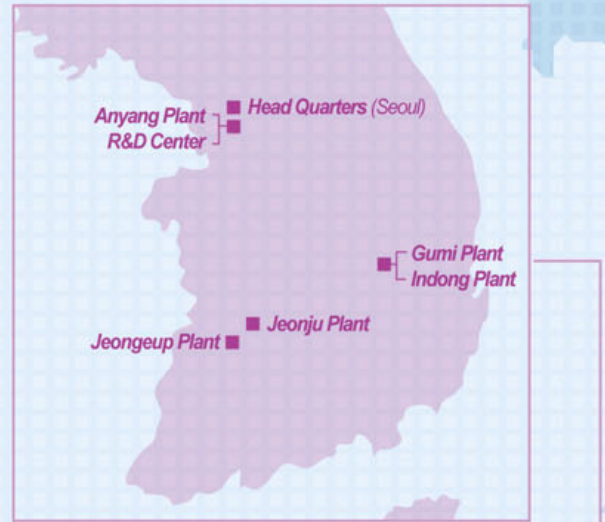 Head Quarters (Seoul)
Anyang Plant
R&D Center
Gumi Plant
Indong Plant
Jeonju Plant
Jeongeup Plant